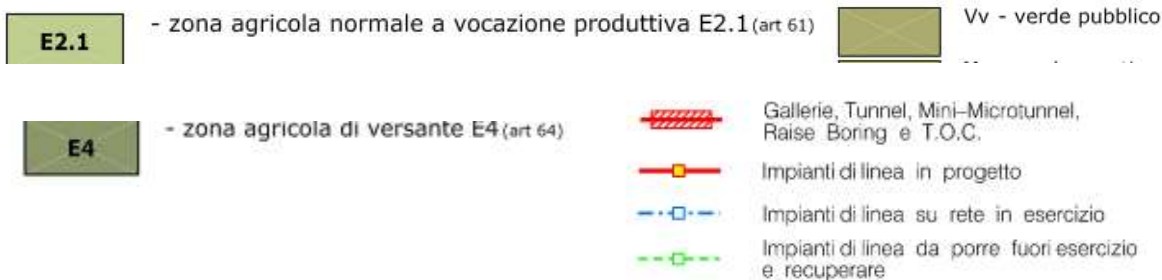 E2.1
- zona agricola normale a vocazione produttiva E2.1 (art 61)
Vv - verde pubblico
E4
- zona agricola di versante E4 (art 64)
Gallerie, Tunnel, Mini-Microtunnel,
Raise Boring e T.O.C.
Impianti di linea in progetto
Impianti di linea su rete in esercizio
Impianti di linea da porre fuori esercizio
e recuperare